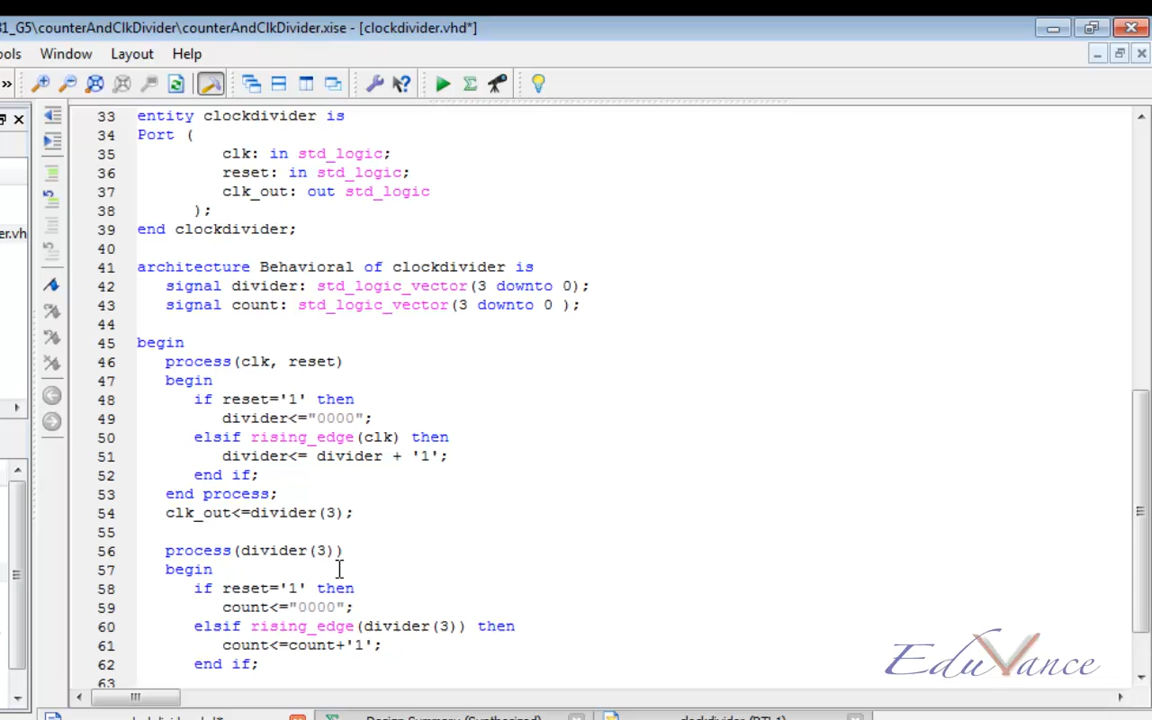 31_G5\counterAndClkDivider\counterAndClkDivider.xise - [clockdivider.vhd*]
ols Window Layout Help
33 entity clockdivider is
34 Port (
35 clk: in std_logic;
36 reset: in std_logic;
37 clk_out: out std_logic
38 );
39 end clockdivider;
er.vh
40
41 architecture Behavioral of clockdivider is
42 signal divider: std_logic_vector(3 downto 0);
43 signal count: std_logic_vector(3 downto 0 );
44
45 begin
46 process(clk, reset)
47 begin
48 if reset='1' then
49 divider<="0000";
50 elsif rising_edge(clk) then
51 divider<= divider + '1';
52 end if;
53 end process;
54 clk_out<=divider(3);
55
56 process(divider(3))
57 begin
58 if reset='1' then
59 count<="0000";
60 elsif rising_edge(divider(3)) then
61 count<=count+'1';
62 end if;
63
EduVance
Design Summary (Synthesized)
clockdivider (RTL1)